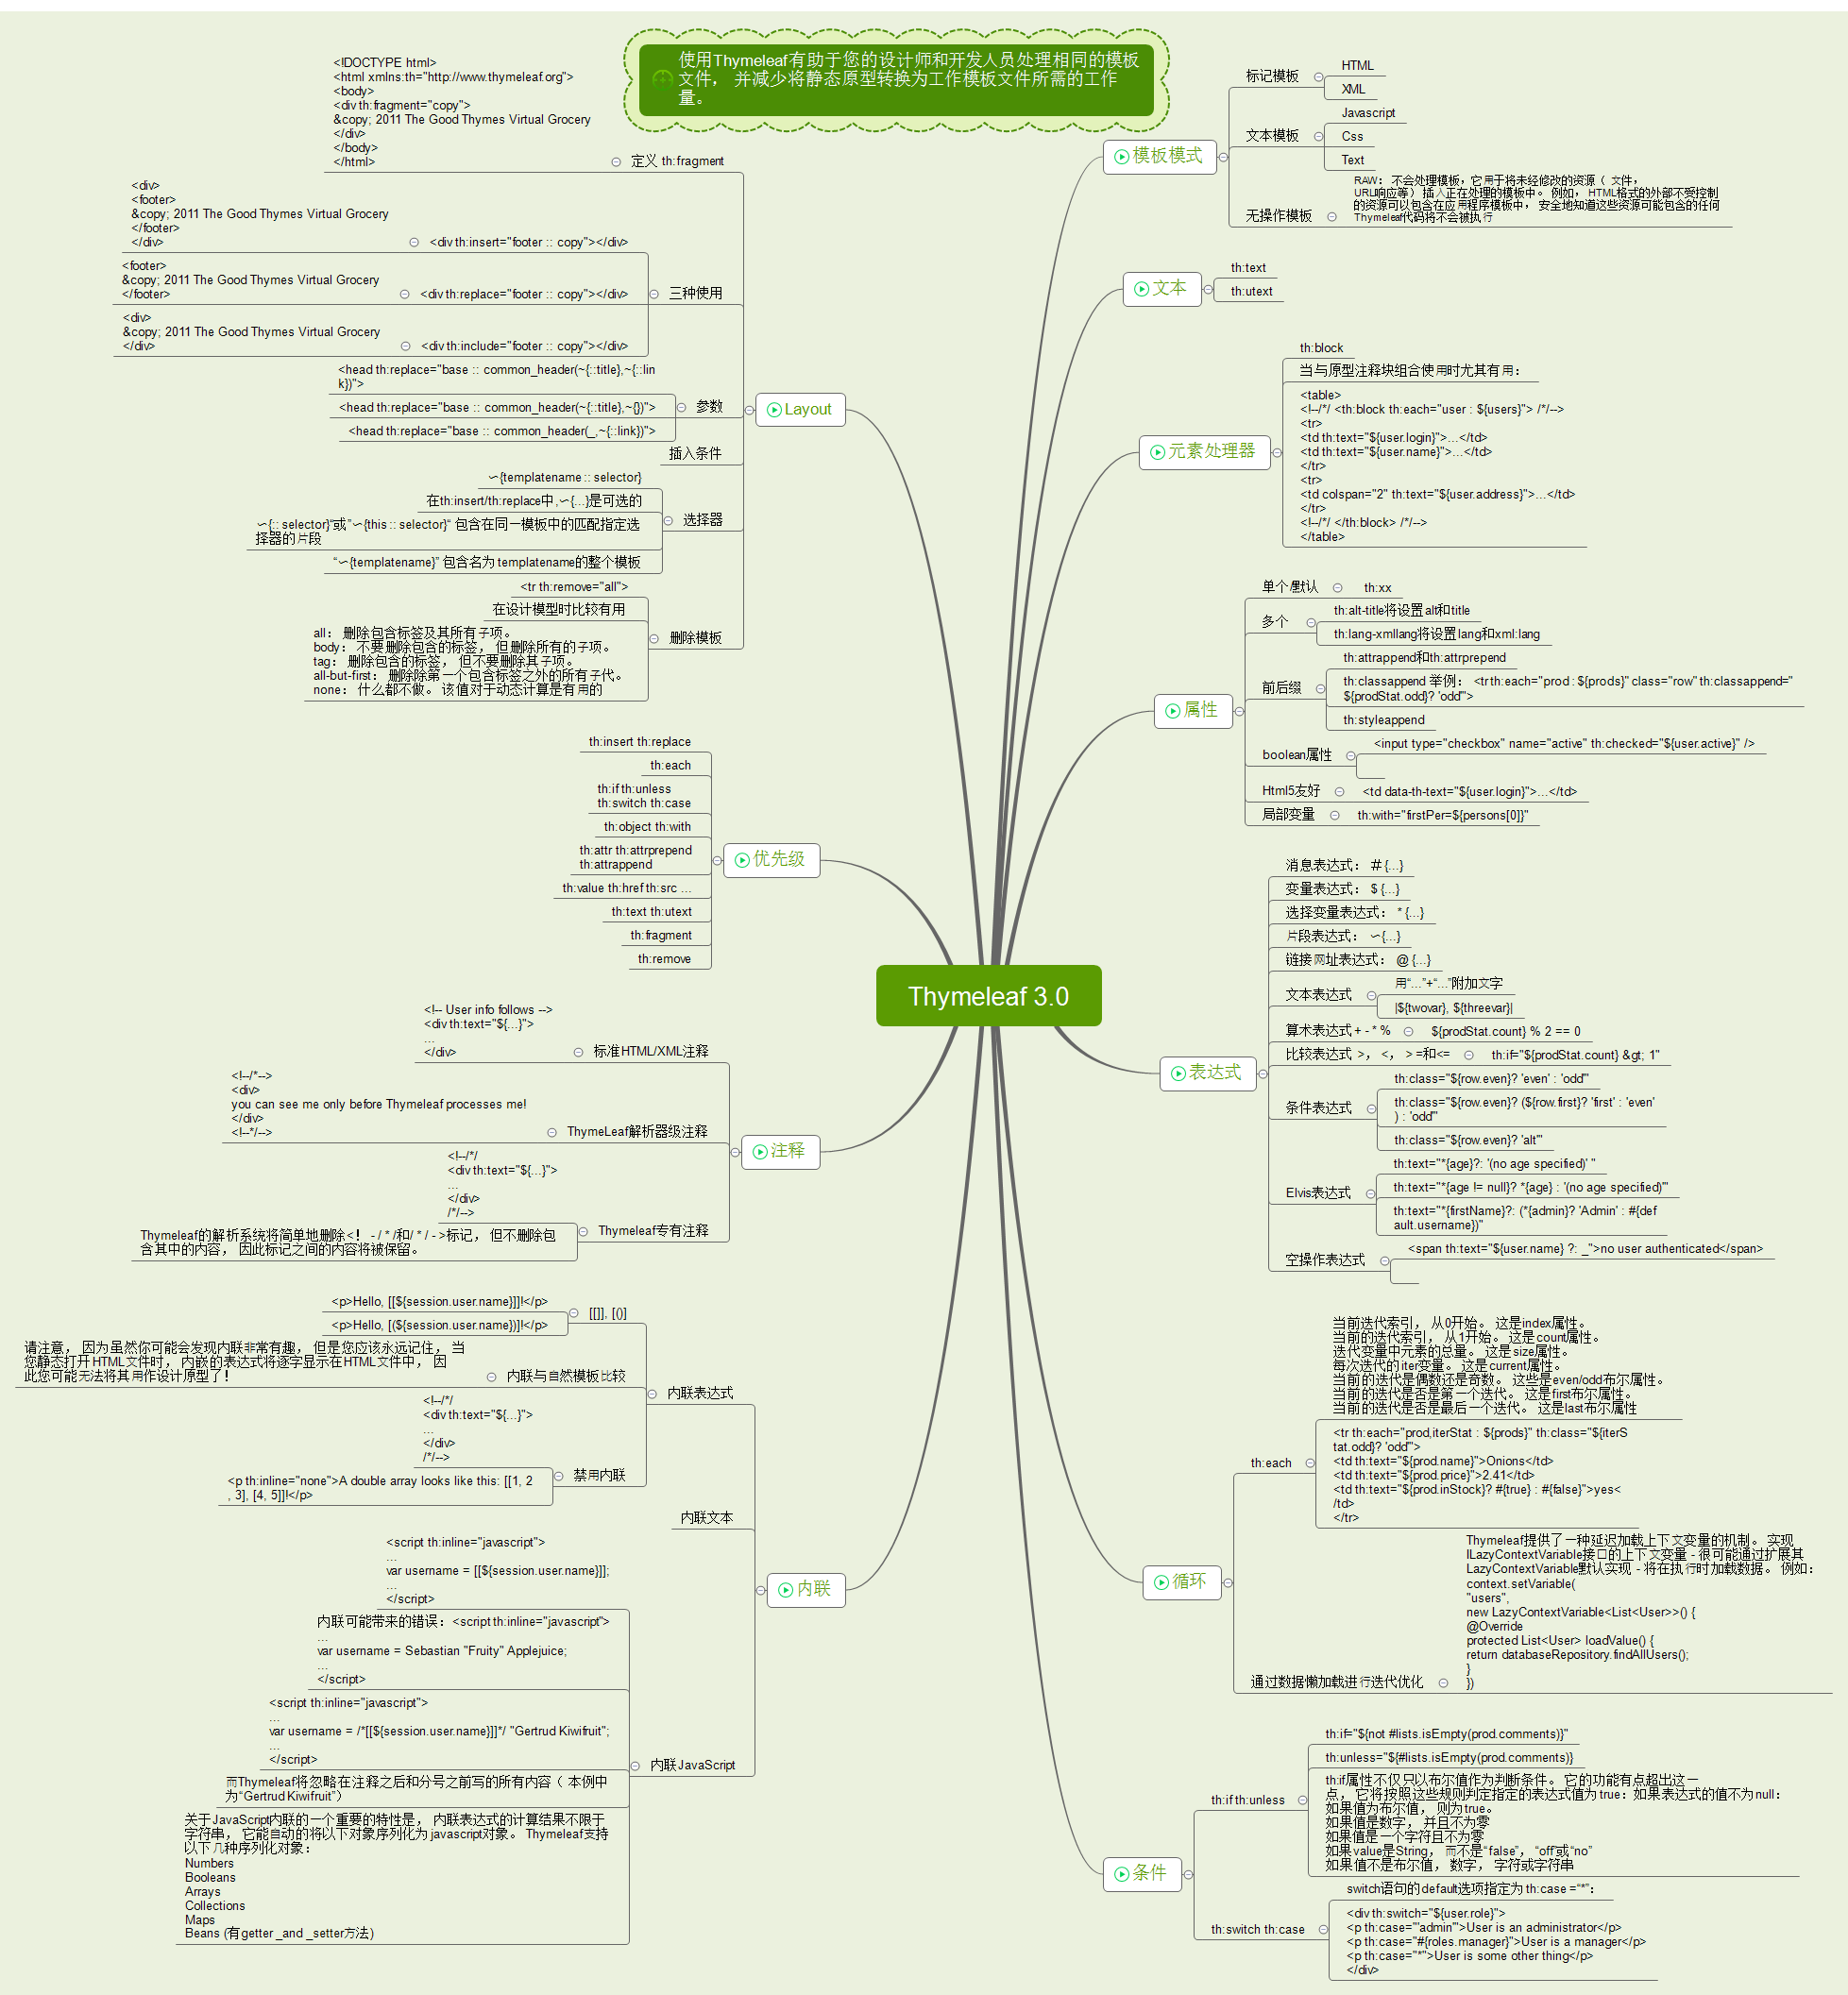 使用Thymeleaf有助于您的设计师和开发人员处理相同的模板
文件， 并减少将静态原型转换为工作模板文件所需的工作
量。
Thymeleaf 3.0
模板模式
标记模板
HTML
XML
文本模板
Javascript
Css
Text
无操作模板
RAW： 不会处理模板，它用于将未经修改的资源（ 文件，
URL响应等） 插入正在处理的模板中。 例如， HTML格式的外部不受控制
的资源可以包含在应用程序模板中， 安全地知道这些资源可能包含的任何
Thymeleaf代码将不会被执行
文本
th:text
th:utext
元素处理器
th:block
当与原型注释块组合使用时尤其有用：
<table>
<!--/*/ <th:block th:each="user : ${users}"> /*/-->
<tr>
<td th:text="${user.login}">...</td>
<td th:text="${user.name}">...</td>
</tr>
<tr>
<td colspan="2" th:text="${user.address}">...</td>
</tr>
<!--/*/ </th:block> /*/-->
</table>
属性
单个/默认
th:xx
多个
th:alt-title将设置alt和title
th:lang-xmllang将设置lang和xml:lang
前后缀
th:attrappend和th:attrprepend
th:classappend 举例： <tr th:each="prod : ${prods}" class="row" th:classappend="
${prodStat.odd}? 'odd'">
th:styleappend
boolean属性
<input type="checkbox" name="active" th:checked="${user.active}" />
Html5友好
<td data-th-text="${user.login}">...</td>
局部变量
th:with="firstPer=${persons[0]}"
表达式
消息表达式： ＃{...}
变量表达式： $ {...}
选择变量表达式： * {...}
片段表达式： ∽{...}
链接网址表达式： @ {...}
文本表达式
用“...”+“...”附加文字
|${twovar}, ${threevar}|
算术表达式 + - * %
${prodStat.count} % 2 == 0
比较表达式 >， <， > =和<=
th:if="${prodStat.count} &gt; 1"
条件表达式
th:class="${row.even}? 'even' : 'odd'"
th:class="${row.even}? (${row.first}? 'first' : 'even'
) : 'odd'"
th:class="${row.even}? 'alt'"
Elvis表达式
th:text="*{age}?: '(no age specified)' "
th:text="*{age != null}? *{age} : '(no age specified)'"
th:text="*{firstName}?: (*{admin}? 'Admin' : #{def
ault.username})"
空操作表达式
<span th:text="${user.name} ?: _">no user authenticated</span>
循环
th:each
当前迭代索引， 从0开始。 这是index属性。
当前的迭代索引， 从1开始。 这是count属性。
迭代变量中元素的总量。 这是size属性。
每次迭代的iter变量。 这是current属性。
当前的迭代是偶数还是奇数。 这些是even/odd布尔属性。
当前的迭代是否是第一个迭代。 这是first布尔属性。
当前的迭代是否是最后一个迭代。 这是last布尔属性
<tr th:each="prod,iterStat : ${prods}" th:class="${iterS
tat.odd}? 'odd'">
<td th:text="${prod.name}">Onions</td>
<td th:text="${prod.price}">2.41</td>
<td th:text="${prod.inStock}? #{true} : #{false}">yes<
/td>
</tr>
通过数据懒加载进行迭代优化
Thymeleaf提供了一种延迟加载上下文变量的机制。 实现
ILazyContextVariable接口的上下文变量 - 很可能通过扩展其
LazyContextVariable默认实现 - 将在执行时加载数据。 例如：
context.setVariable(
"users",
new LazyContextVariable<List<User>>() {
@Override
protected List<User> loadValue() {
return databaseRepository.findAllUsers();
}
})
条件
th:if th:unless
th:if="${not #lists.isEmpty(prod.comments)}"
th:unless="${#lists.isEmpty(prod.comments)}
th:if属性不仅只以布尔值作为判断条件。 它的功能有点超出这一
点， 它将按照这些规则判定指定的表达式值为 true：如果表达式的值不为null：
如果值为布尔值， 则为true。
如果值是数字， 并且不为零
如果值是一个字符且不为零
如果value是String， 而不是“false”， “off”或“no”
如果值不是布尔值， 数字， 字符或字符串
th:switch th:case
switch语句的default选项指定为 th:case =“*”：
<div th:switch="${user.role}">
<p th:case="'admin'">User is an administrator</p>
<p th:case="#{roles.manager}">User is a manager</p>
<p th:case="*">User is some other thing</p>
</div>
Layout
定义 th:fragment
<!DOCTYPE html>
<html xmlns:th="http://www.thymeleaf.org">
<body>
<div th:fragment="copy">
&copy; 2011 The Good Thymes Virtual Grocery
</div>
</body>
</html>
三种使用
<div th:insert="footer :: copy"></div>
<div>
<footer>
&copy; 2011 The Good Thymes Virtual Grocery
</footer>
</div>
<div th:replace="footer :: copy"></div>
<footer>
&copy; 2011 The Good Thymes Virtual Grocery
</footer>
<div th:include="footer :: copy"></div>
<div>
&copy; 2011 The Good Thymes Virtual Grocery
</div>
参数
<head th:replace="base :: common_header(~{::title},~{::lin
k})">
<head th:replace="base :: common_header(~{::title},~{})">
<head th:replace="base :: common_header(_,~{::link})">
插入条件
选择器
∽{templatename :: selector}
在th:insert/th:replace中,∽{...}是可选的
∽{:: selector}“或”∽{this :: selector}“ 包含在同一模板中的匹配指定选
择器的片段
“∽{templatename}” 包含名为 templatename的整个模板
删除模板
<tr th:remove="all">
在设计模型时比较有用
all： 删除包含标签及其所有子项。
body： 不要删除包含的标签， 但删除所有的子项。
tag： 删除包含的标签， 但不要删除其子项。
all-but-first： 删除除第一个包含标签之外的所有子代。
none： 什么都不做。 该值对于动态计算是有用的
优先级
th:insert th:replace
th:each
th:if th:unless
th:switch th:case
th:object th:with
th:attr th:attrprepend
th:attrappend
th:value th:href th:src ...
th:text th:utext
th:fragment
th:remove
注释
标准HTML/XML注释
<!-- User info follows -->
<div th:text="${...}">
...
</div>
ThymeLeaf解析器级注释
<!--/*-->
<div>
you can see me only before Thymeleaf processes me!
</div>
<!--*/-->
Thymeleaf专有注释
<!--/*/
<div th:text="${...}">
...
</div>
/*/-->
Thymeleaf的解析系统将简单地删除<！ - / * /和/ * / - >标记， 但不删除包
含其中的内容， 因此标记之间的内容将被保留。
内联
内联表达式
[[]], [()]
<p>Hello, [[${session.user.name}]]!</p>
<p>Hello, [(${session.user.name})]!</p>
内联与自然模板比较
请注意， 因为虽然你可能会发现内联非常有趣， 但是您应该永远记住， 当
您静态打开HTML文件时， 内嵌的表达式将逐字显示在HTML文件中， 因
此您可能无法将其用作设计原型了！
禁用内联
<!--/*/
<div th:text="${...}">
...
</div>
/*/-->
<p th:inline="none">A double array looks like this: [[1, 2
, 3], [4, 5]]!</p>
内联文本
内联 JavaScript
<script th:inline="javascript">
...
var username = [[${session.user.name}]];
...
</script>
内联可能带来的错误：<script th:inline="javascript">
...
var username = Sebastian "Fruity" Applejuice;
...
</script>
<script th:inline="javascript">
...
var username = /*[[${session.user.name}]]*/ "Gertrud Kiwifruit";
...
</script>
而Thymeleaf将忽略在注释之后和分号之前写的所有内容（ 本例中
为“Gertrud Kiwifruit”）
关于JavaScript内联的一个重要的特性是， 内联表达式的计算结果不限于
字符串， 它能自动的将以下对象序列化为 javascript对象。 Thymeleaf支持
以下几种序列化对象：
Numbers
Booleans
Arrays
Collections
Maps
Beans (有getter _and _setter方法)